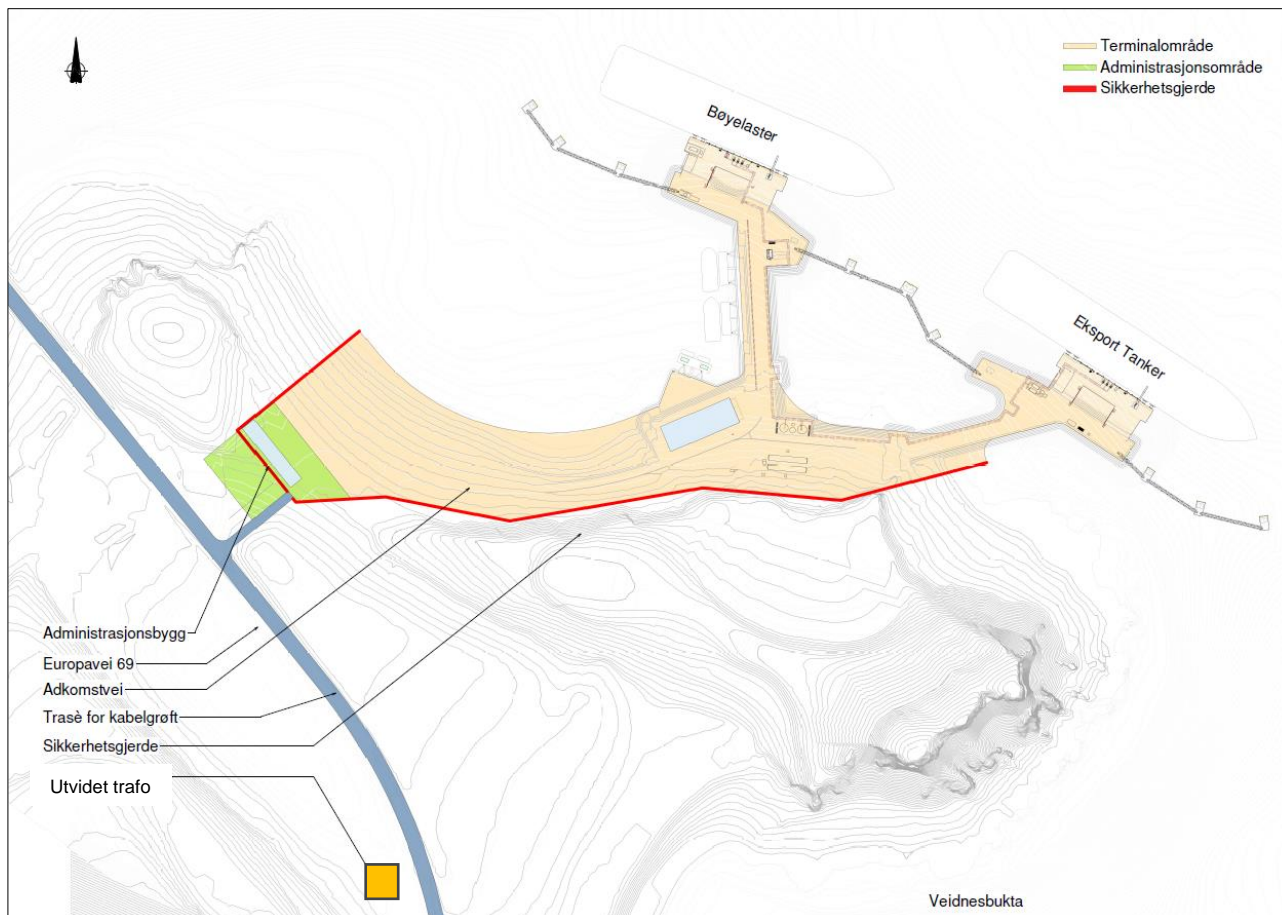 Terminalområde
Administrasjonsområde
Sikkerhetsgjerde
Bøyelaster
Eksport Tanker
Administrasjonsbygg
Europavei 69
Adkomstvei
Trasè for kabelgrøft
Sikkerhetsgjerde
Utvidet trafo
Veidnesbukta